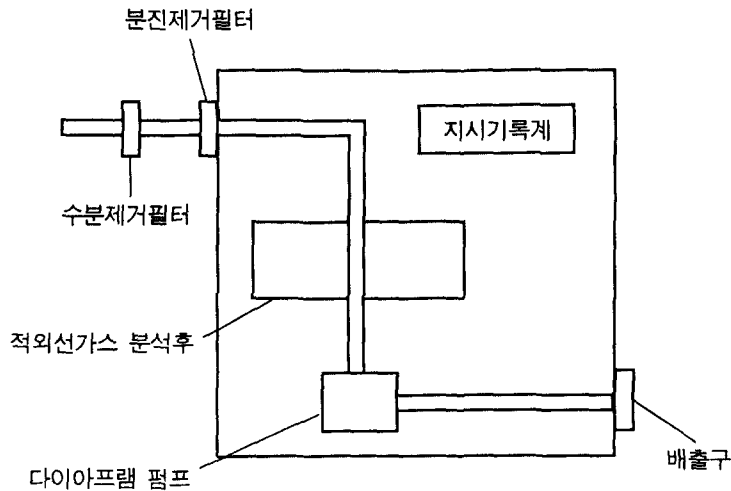 분진제거필터
지시기록계
수분제거필터
적외선가스 분석후
다이아프램 펌프
배출구